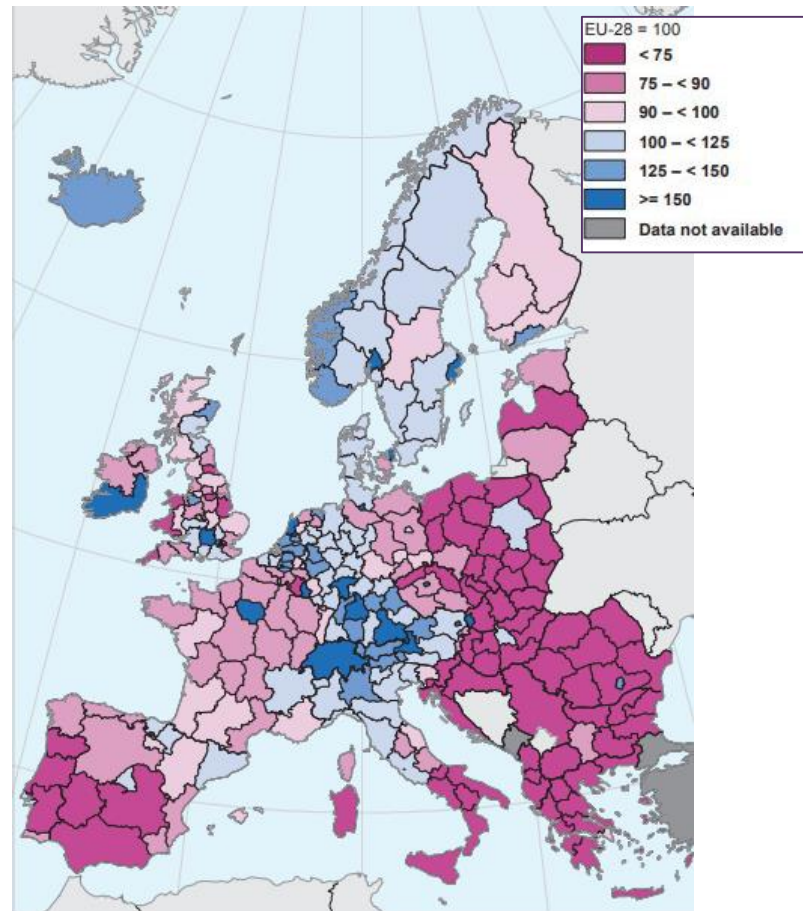 EU-28 = 100
< 75
75 – < 90
90 – < 100
100 – < 125
125 – < 150
>= 150
Data not available